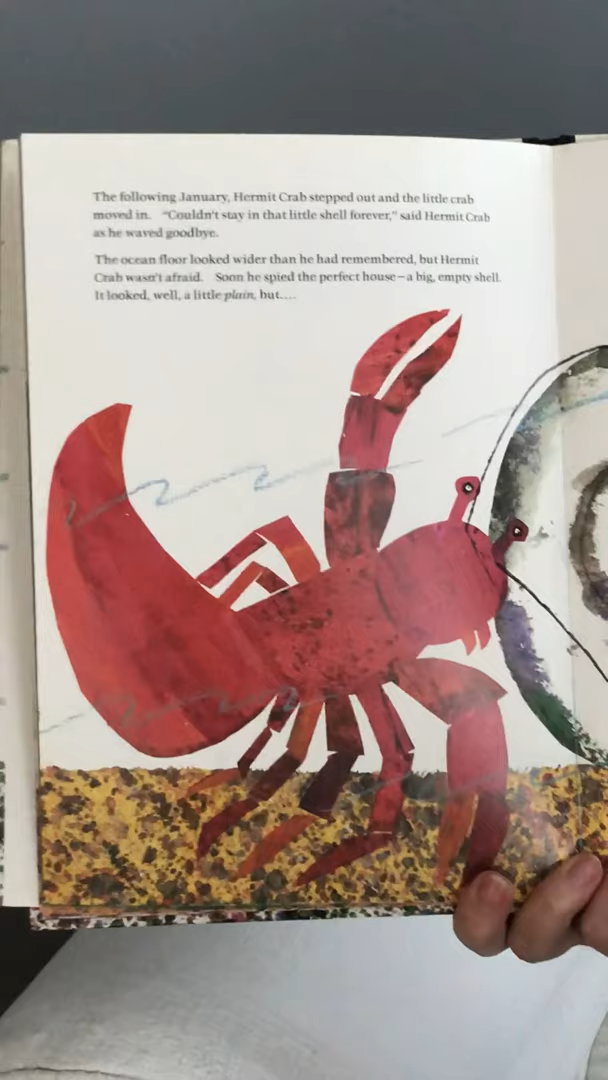 The following January, Hermit Crab stepped out and the little crab
moved in. "Couldn't stay in that little shell forever," said Hermit Crab
as he waved goodbye.
The ocean floor looked wider than he had remembered, but Hermit
Crab wasn't afraid. Soon he spied the perfect house—a big, empty shell.
It looked, well, a little plain, but....